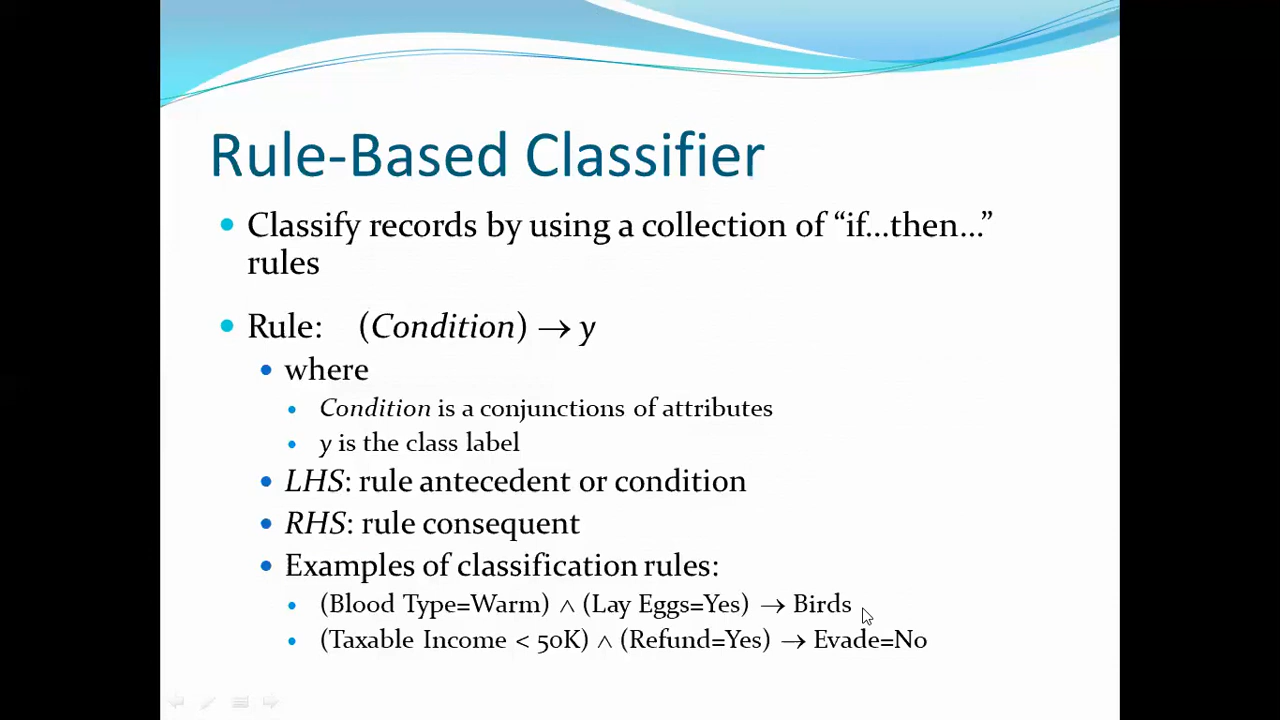 Rule-Based Classifier
Classify records by using a collection of “if…then…”
rules
Rule: (Condition) → y
where
Condition is a conjunctions of attributes
y is the class label
LHS: rule antecedent or condition
RHS: rule consequent
Examples of classification rules:
(Blood Type=Warm) ∧ (Lay Eggs=Yes) → Birds
(Taxable Income < 50K) ∧ (Refund=Yes) → Evade=No